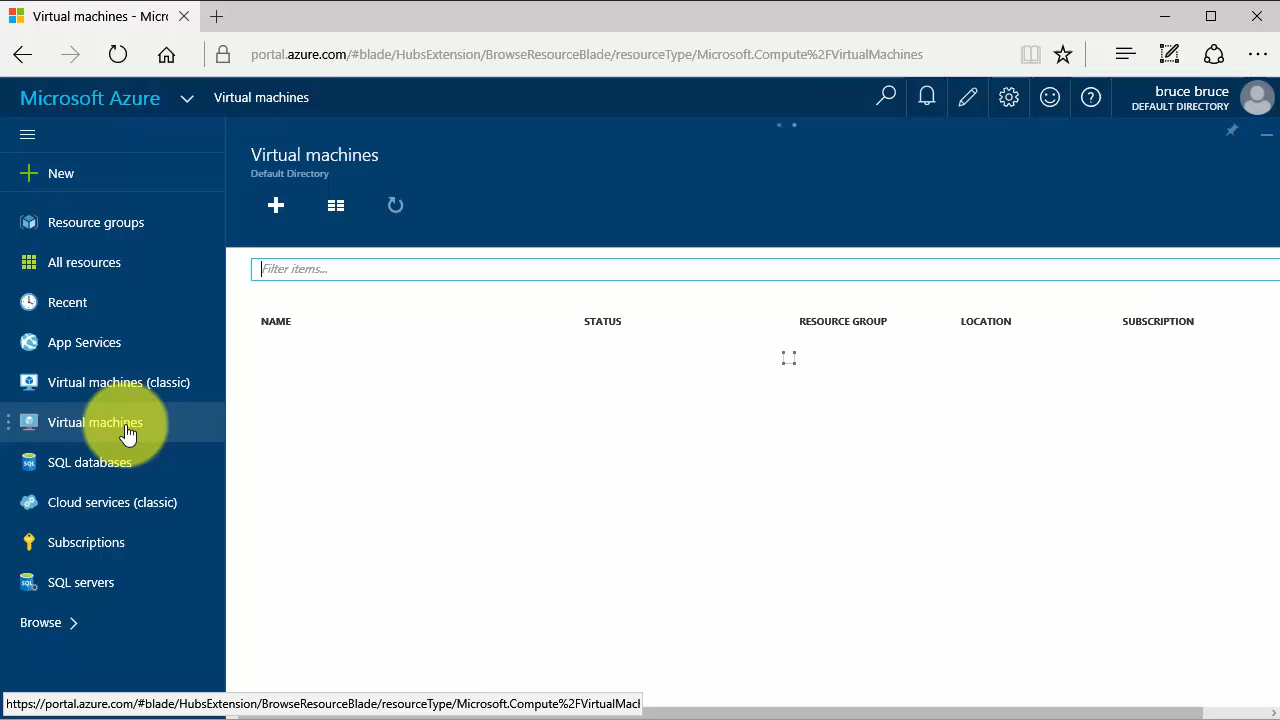 Virtual machines - Micr
portal.azure.com/#blade/HubsExtension/BrowseResourceBlade/resourceType/Microsoft.Compute%2FVirtualMachines
Microsoft Azure
Virtual machines
bruce bruce
DEFAULT DIRECTORY
New
Resource groups
All resources
Recent
App Services
Virtual machines (classic)
Virtual machines
SQL databases
Cloud services (classic)
Subscriptions
SQL servers
Browse
Virtual machines
Default Directory
Filter items...
NAME STATUS RESOURCE GROUP LOCATION SUBSCRIPTION
https://portal.azure.com/#blade/HubsExtension/BrowseResourceBlade/resourceType/Microsoft.Compute%2FVirtualMacl